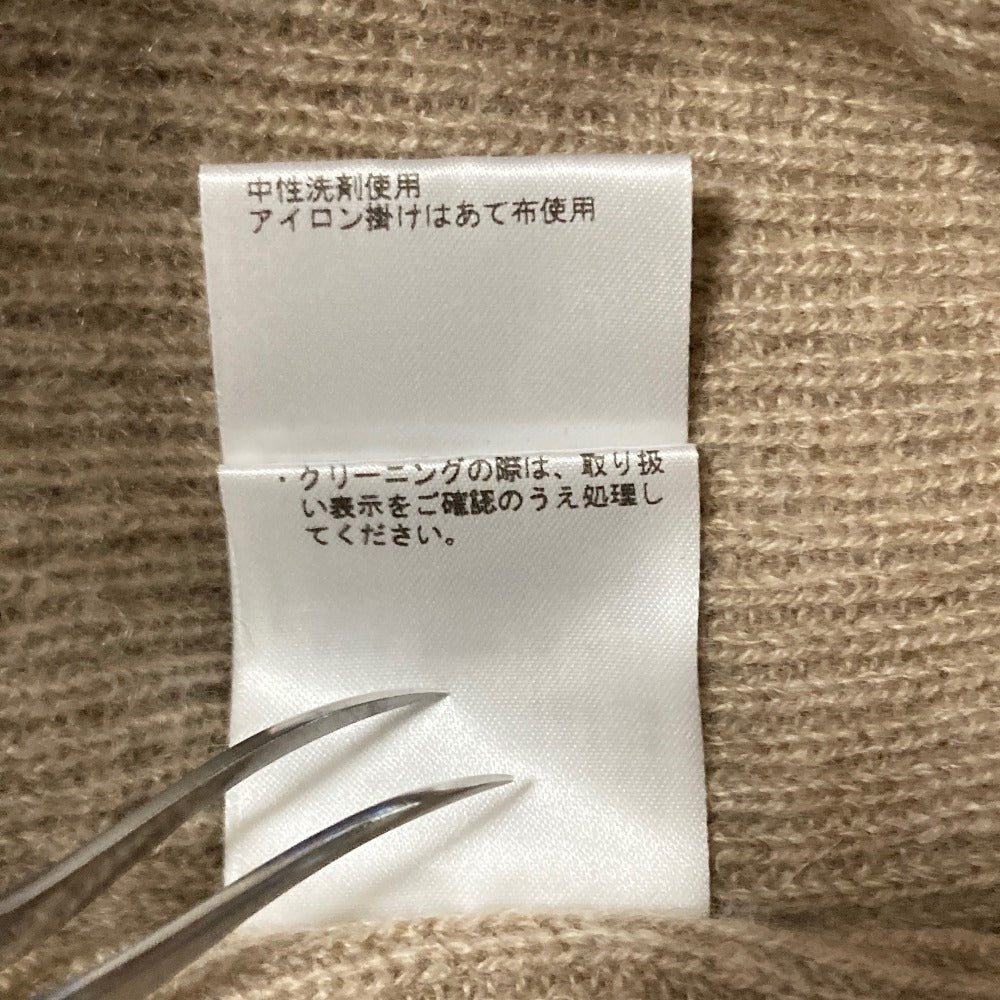 中性洗剤使用
アイロン掛けはあて布使用
・クリーニングの際は、取り扱
い表示をご確認のうえ処理し
てください。